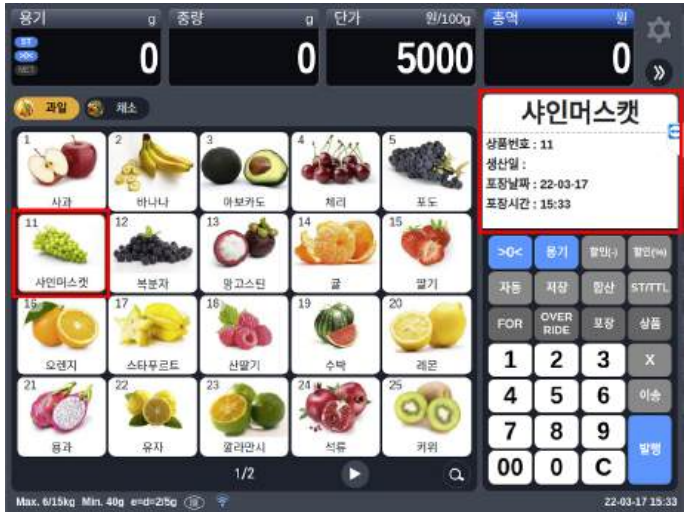 용기 g 중량 g 단가 원/100g 총액 원
ST
>0<
NET
0 0 5000 0
과일 채소
샤인머스캣
상품번호 : 11
생산일 :
포장날짜 : 22-03-17
포장시간 : 15:33
1 2 3 4 5
사과 바나나 아보카도 체리 포도
11 12 13 14 15
샤인머스캣 복분자 망고스틴 귤 딸기
16 17 18 19 20
오렌지 스타푸르트 산딸기 수박 레몬
21 22 23 24 25
용과 유자 깔라만시 석류 키위
1/2
>0< 용기 할인(-) 할인(%)
자동 저장 합산 ST/TTL
FOR OVER RIDE 포장 상품
1 2 3 X
4 5 6 이송
7 8 9 발행
00 0 C
Max. 6/15kg Min. 40g e=d=2/5g III
22-03-17 15:33